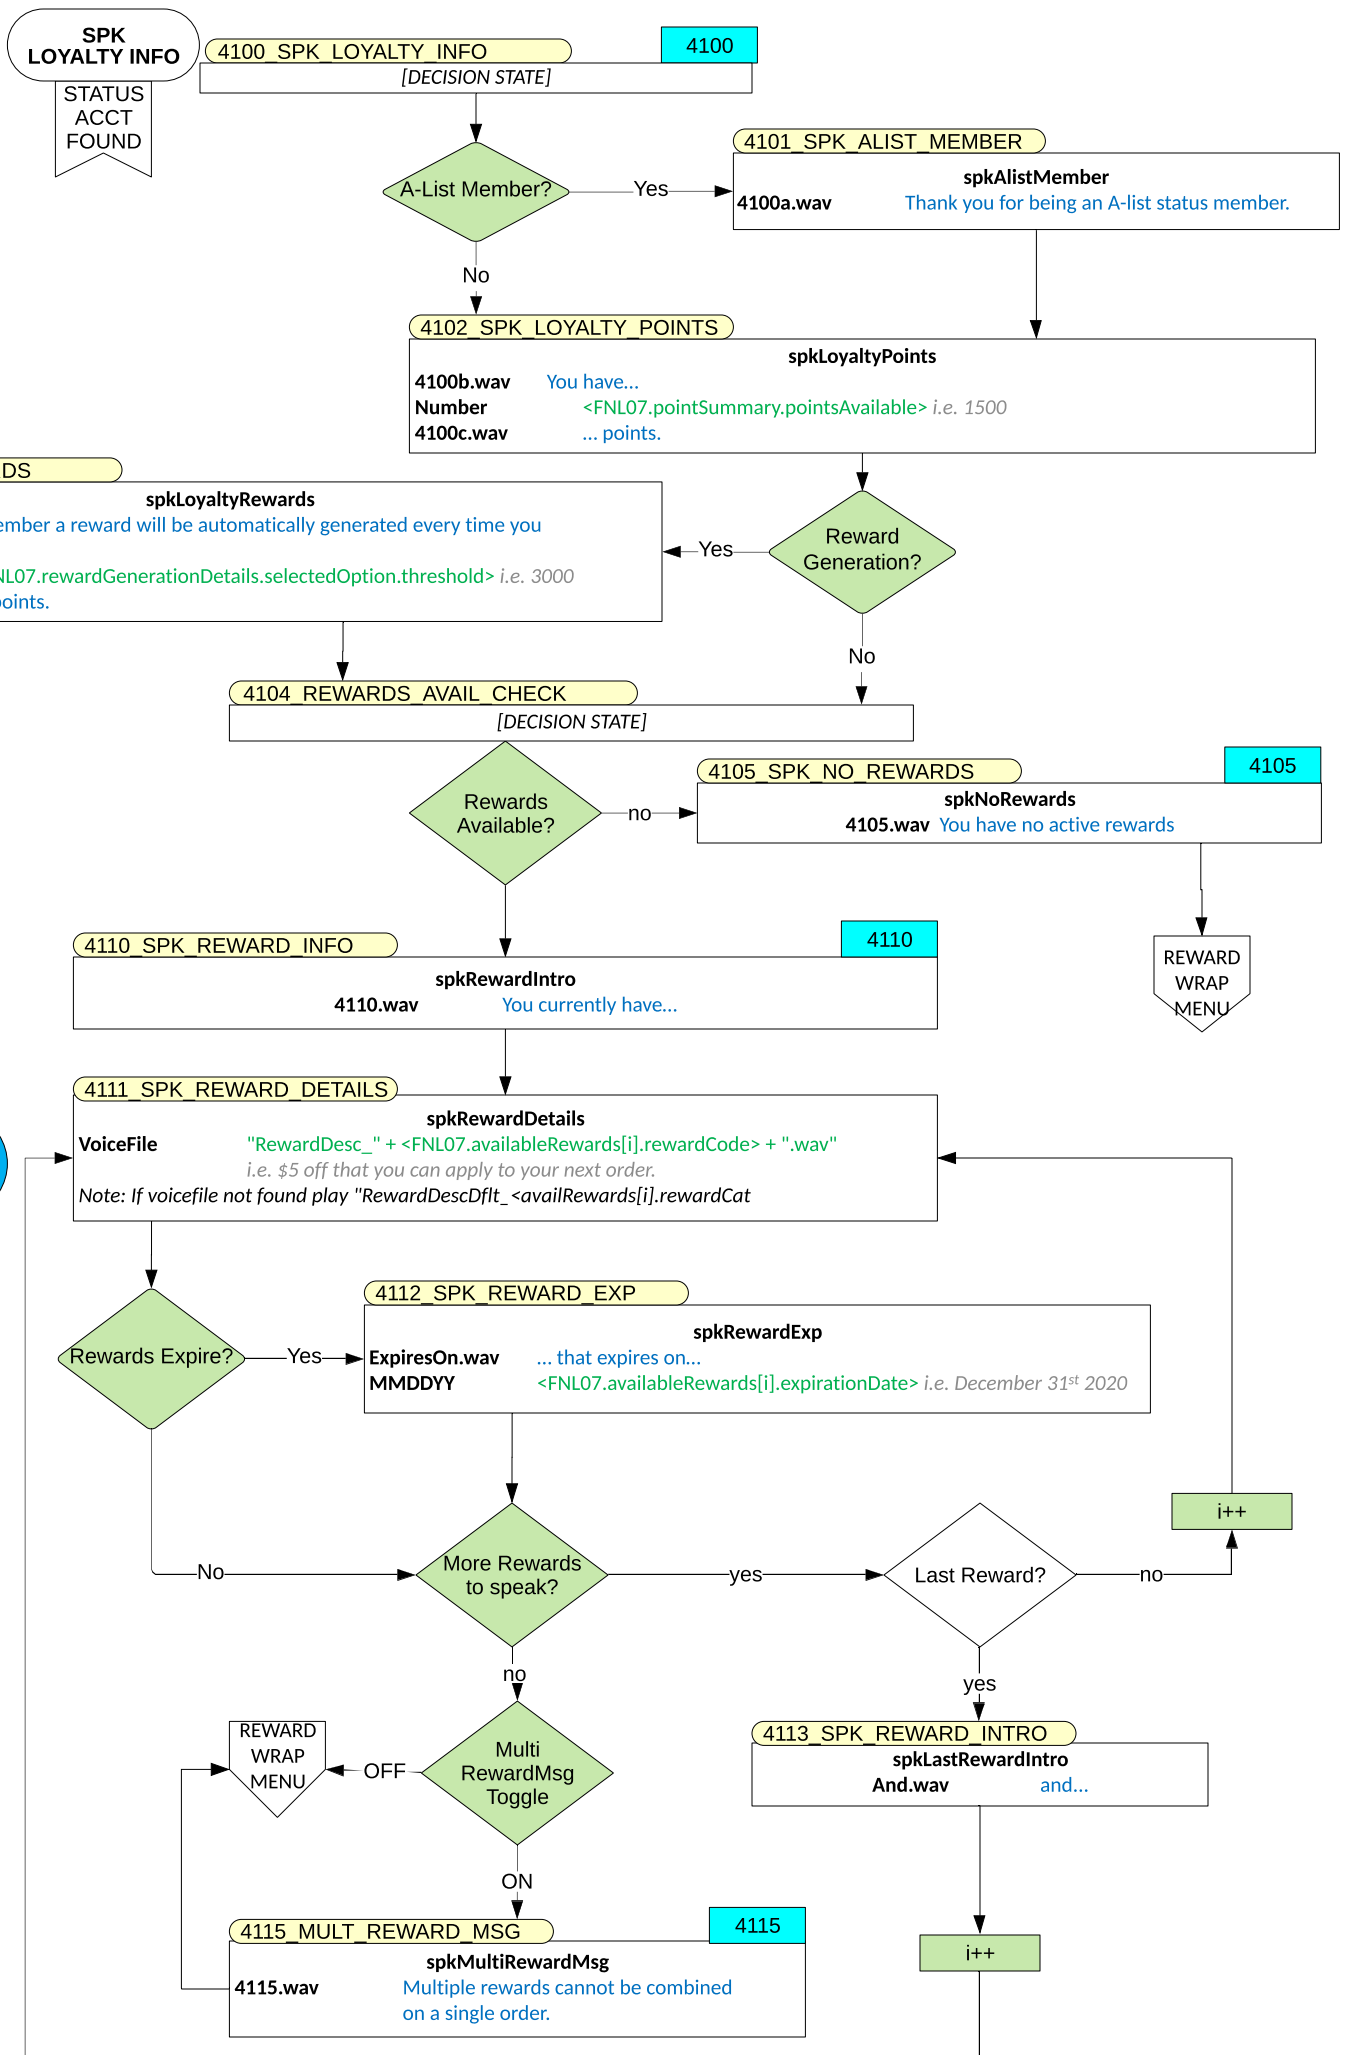 SPK
LOYALTY INFO
STATUS
ACCT
FOUND
4100_SPK_LOYALTY_INFO
4100
[DECISION STATE]
A-List Member?
Yes
No
4101_SPK_ALIST_MEMBER
spkAlistMember
4100a.wav Thank you for being an A-list status member.
4102_SPK_LOYALTY_POINTS
spkLoyaltyPoints
4100b.wav You have...
Number <FNL07.pointSummary.pointsAvailable> i.e. 1500
4100c.wav ... points.
DS
spkLoyaltyRewards
ember a reward will be automatically generated every time you
NL07.rewardGenerationDetails.selectedOption.threshold> i.e. 3000
points.
Yes
Reward
Generation?
No
4104_REWARDS_AVAIL_CHECK
[DECISION STATE]
Rewards
Available?
no
4105_SPK_NO_REWARDS
4105
spkNoRewards
4105.wav You have no active rewards
REWARD
WRAP
MENU
4110_SPK_REWARD_INFO
4110
spkRewardIntro
4110.wav You currently have...
4111_SPK_REWARD_DETAILS
spkRewardDetails
VoiceFile "RewardDesc_" + <FNL07.availableRewards[i].rewardCode> + ".wav"
i.e. $5 off that you can apply to your next order.
Note: If voicefile not found play "RewardDescDflt_<availRewards[i].rewardCat
Rewards Expire?
Yes
4112_SPK_REWARD_EXP
spkRewardExp
ExpiresOn.wav ... that expires on...
MMDDYY <FNL07.availableRewards[i].expirationDate> i.e. December 31st 2020
i++
No
More Rewards
to speak?
yes
Last Reward?
no
no
yes
REWARD
WRAP
MENU
OFF
Multi
RewardMsg
Toggle
4113_SPK_REWARD_INTRO
spkLastRewardIntro
And.wav and...
ON
4115_MULT_REWARD_MSG
4115
spkMultiRewardMsg
4115.wav Multiple rewards cannot be combined
on a single order.
i++